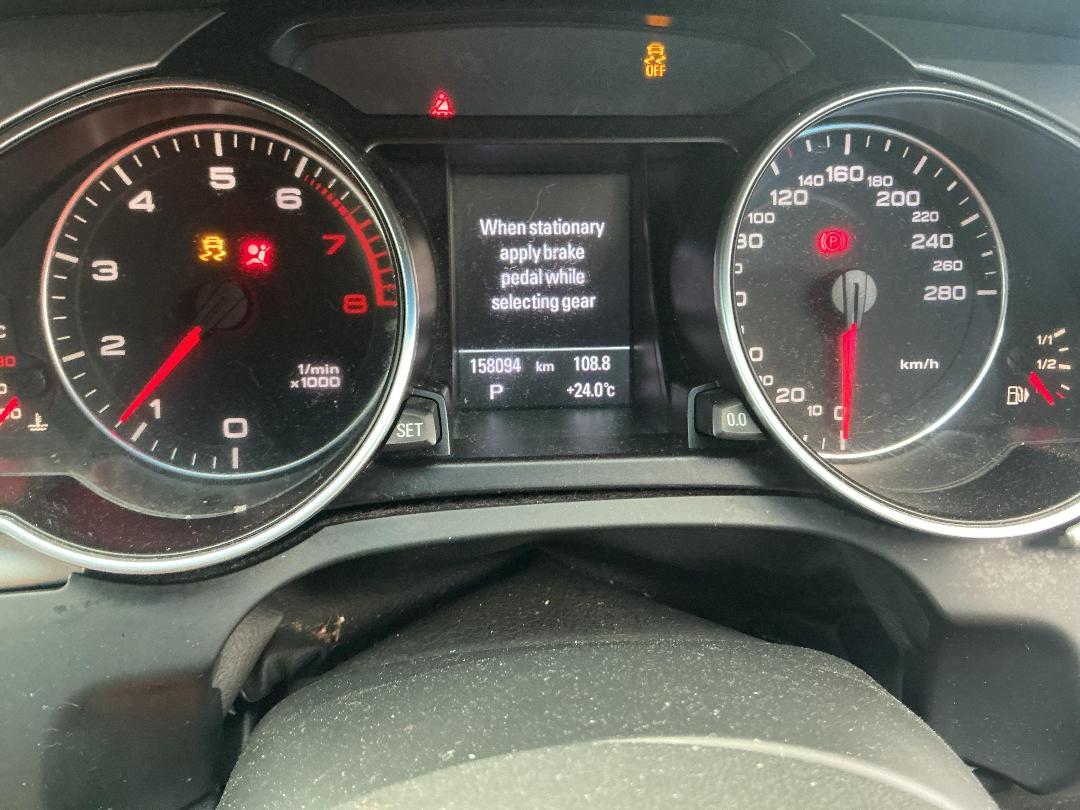 OFF
5
4
6
3
7
8
2
1/min
x1000
1
0
SET
When stationary
apply brake
pedal while
selecting gear
158094 km 108.8
P +24.0°C
0.0
160
140 180
120 200
100 220
80 240
260
280
P
km/h
20
10
0
1/1
1/2